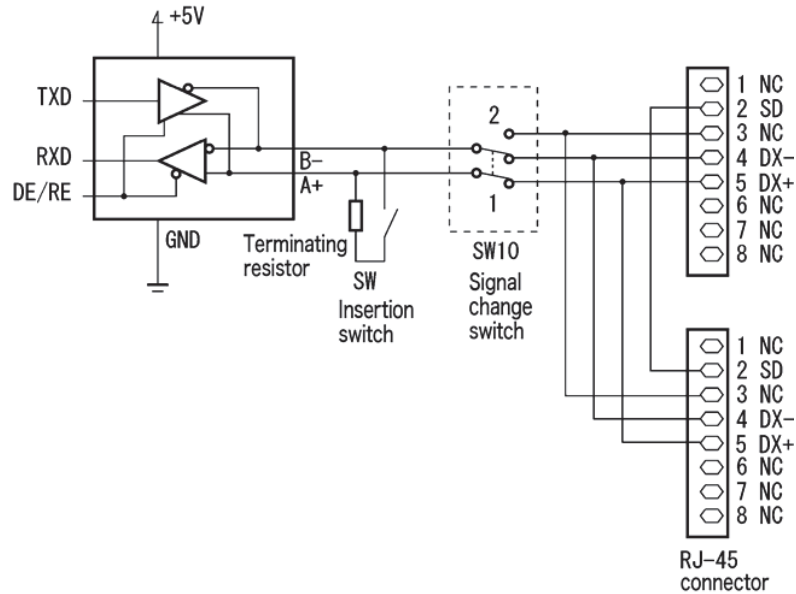 +5V
TXD
RXD
DE/RE
B-
A+
GND
Terminating
resistor
SW
Insertion
switch
2
1
SW10
Signal
change
switch
1 NC
2 SD
3 NC
4 DX-
5 DX+
6 NC
7 NC
8 NC
1 NC
2 SD
3 NC
4 DX-
5 DX+
6 NC
7 NC
8 NC
RJ-45
connector